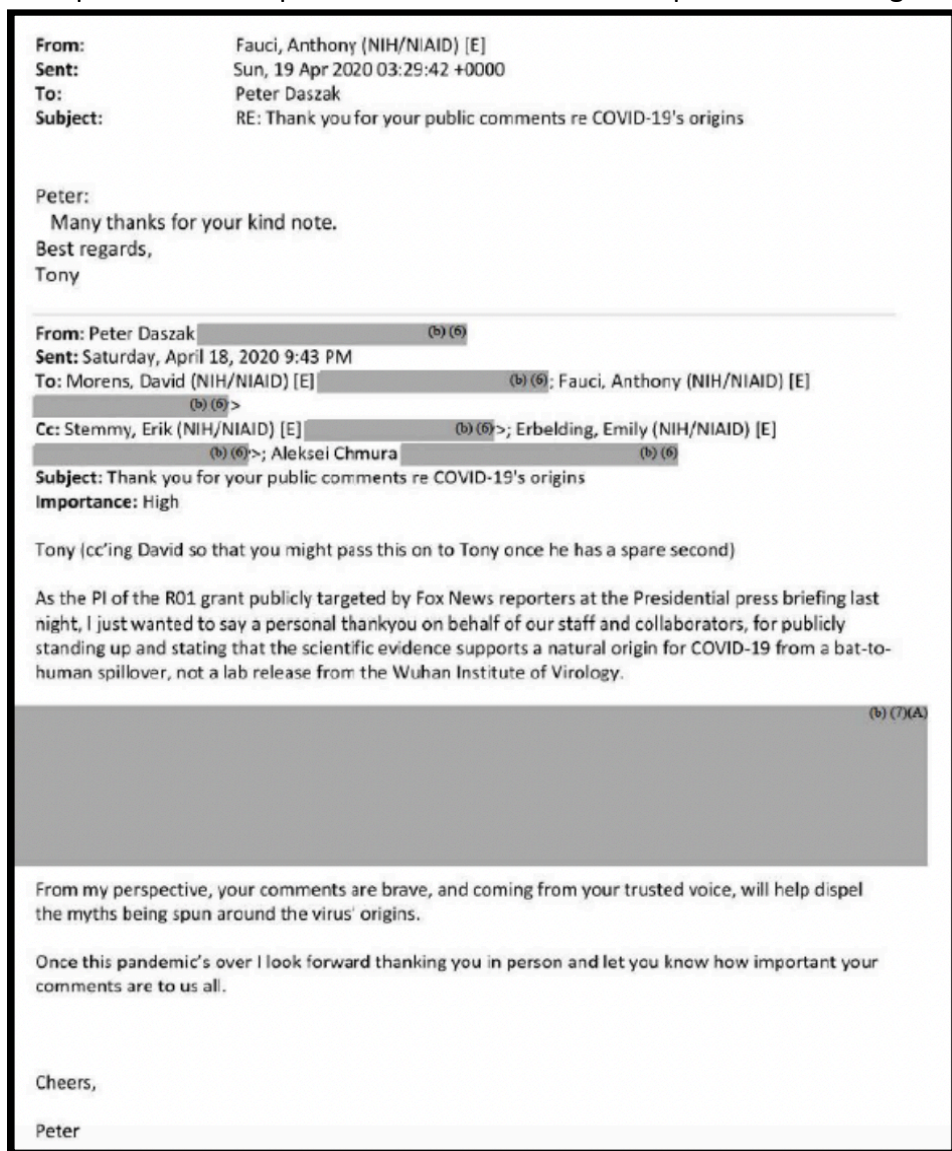 From: Fauci, Anthony (NIH/NIAID) [E]
Sent: Sun, 19 Apr 2020 03:29:42 +0000
To: Peter Daszak
Subject: RE: Thank you for your public comments re COVID-19's origins
Peter:
Many thanks for your kind note.
Best regards,
Tony
From: Peter Daszak (b) (6)
Sent: Saturday, April 18, 2020 9:43 PM
To: Morens, David (NIH/NIAID) [E] (b) (6); Fauci, Anthony (NIH/NIAID) [E]
(b) (6)>
Cc: Stemmy, Erik (NIH/NIAID) [E] (b) (6)>; Erbelding, Emily (NIH/NIAID) [E]
(b) (6)>; Aleksei Chmura (b) (6)
Subject: Thank you for your public comments re COVID-19's origins
Importance: High
Tony (cc'ing David so that you might pass this on to Tony once he has a spare second)
As the PI of the R01 grant publicly targeted by Fox News reporters at the Presidential press briefing last
night, I just wanted to say a personal thankyou on behalf of our staff and collaborators, for publicly
standing up and stating that the scientific evidence supports a natural origin for COVID-19 from a bat-to-
human spillover, not a lab release from the Wuhan Institute of Virology.
(b) (7)(A)
From my perspective, your comments are brave, and coming from your trusted voice, will help dispel
the myths being spun around the virus' origins.
Once this pandemic's over I look forward thanking you in person and let you know how important your
comments are to us all.
Cheers,
Peter